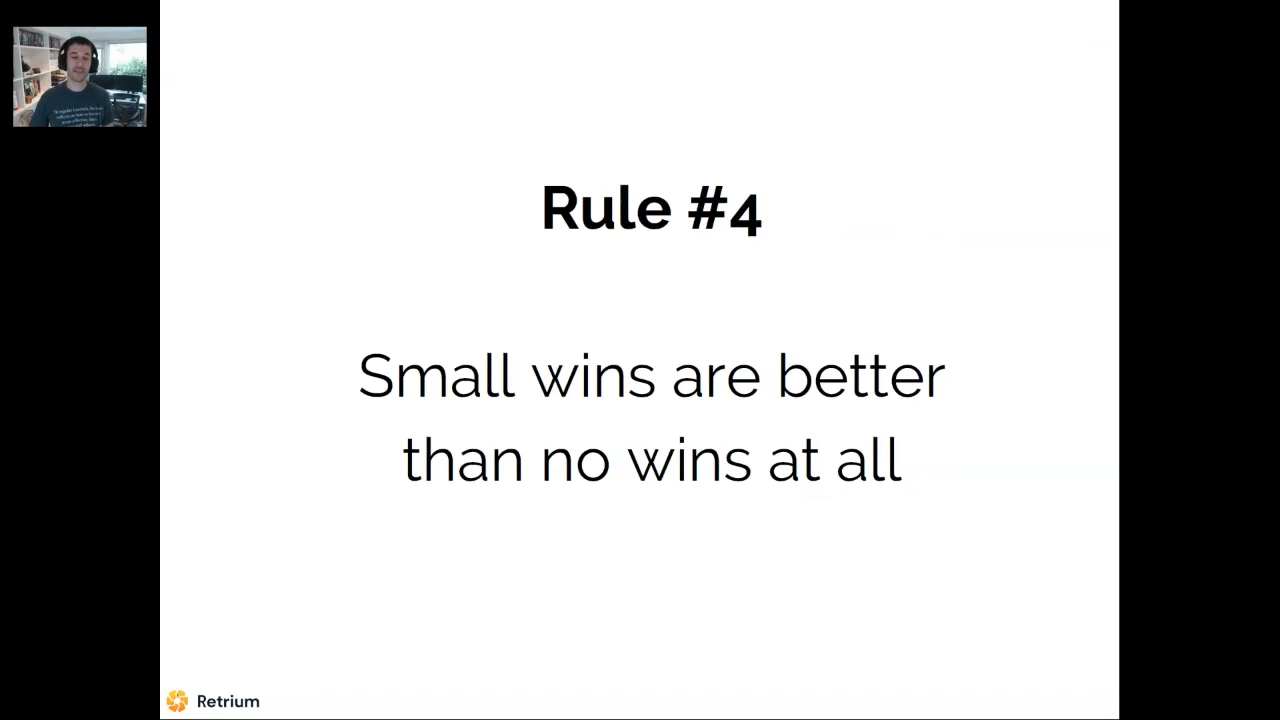 Rule #4
Small wins are better
than no wins at all
Retrium